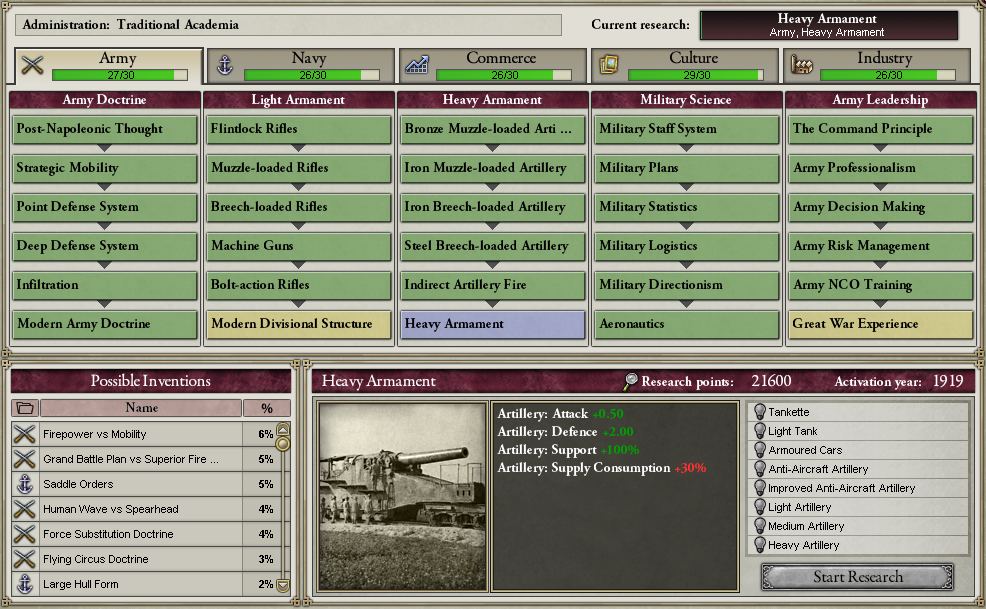 Administration: Traditional Academia
Current research:
Heavy Armament
Army, Heavy Armament
Army
27/30
Navy
26/30
Commerce
26/30
Culture
29/30
Industry
26/30
Army Doctrine
Light Armament
Heavy Armament
Military Science
Army Leadership
Post-Napoleonic Thought
Flintlock Rifles
Bronze Muzzle-loaded Arti ...
Military Staff System
The Command Principle
Strategic Mobility
Muzzle-loaded Rifles
Iron Muzzle-loaded Artillery
Military Plans
Army Professionalism
Point Defense System
Breech-loaded Rifles
Iron Breech-loaded Artillery
Military Statistics
Army Decision Making
Deep Defense System
Machine Guns
Steel Breech-loaded Artillery
Military Logistics
Army Risk Management
Infiltration
Bolt-action Rifles
Indirect Artillery Fire
Military Directionism
Army NCO Training
Modern Army Doctrine
Modern Divisional Structure
Heavy Armament
Aeronautics
Great War Experience
Possible Inventions
Name %
Firepower vs Mobility 6%
Grand Battle Plan vs Superior Fire ... 5%
Saddle Orders 5%
Human Wave vs Spearhead 4%
Force Substitution Doctrine 4%
Flying Circus Doctrine 3%
Large Hull Form 2%
Heavy Armament
Research points: 21600
Activation year: 1919
Artillery: Attack +0.50
Artillery: Defence +2.00
Artillery: Support +100%
Artillery: Supply Consumption +30%
Tankette
Light Tank
Armoured Cars
Anti-Aircraft Artillery
Improved Anti-Aircraft Artillery
Light Artillery
Medium Artillery
Heavy Artillery
Start Research